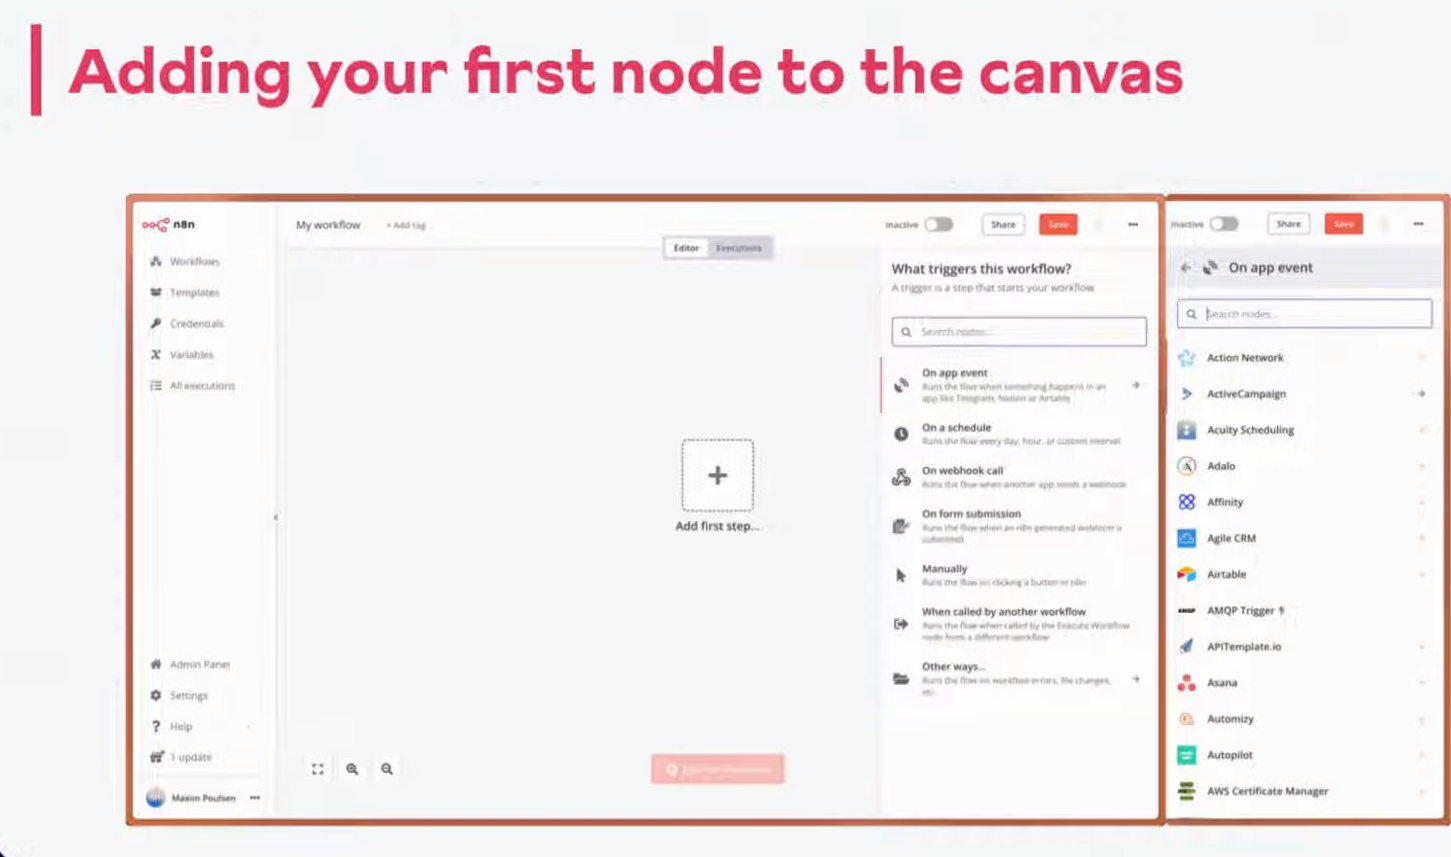 Adding your first node to the canvas
n8n
Workflows
Templates
Credentials
Variables
All executions
Admin Panel
Settings
Help
1 update
Maxim Poulsen
My workflow
+ Add tag
Editor
Executions
Add first step...
Inactive
Share
Save
What triggers this workflow?
A trigger is a step that starts your workflow
Search nodes...
On app event
Runs the flow when something happens in an
app like Telegram, Notion or Airtable
On a schedule
Runs the flow every day, hour, or custom interval
On webhook call
Runs the flow when another app sends a webhook
On form submission
Runs the flow when an n8n generated webform is
submitted
Manually
Runs the flow on clicking a button in n8n
When called by another workflow
Runs the flow when called by the Execute Workflow
node from a different workflow
Other ways...
Runs the flow on workflow errors, file changes,
etc.
Inactive
Share
Save
On app event
Search nodes...
Action Network
ActiveCampaign
Acuity Scheduling
Adalo
Affinity
Agile CRM
Airtable
AMQP
AMQP Trigger
APITemplate.io
Asana
Automizy
Autopilot
AWS Certificate Manager